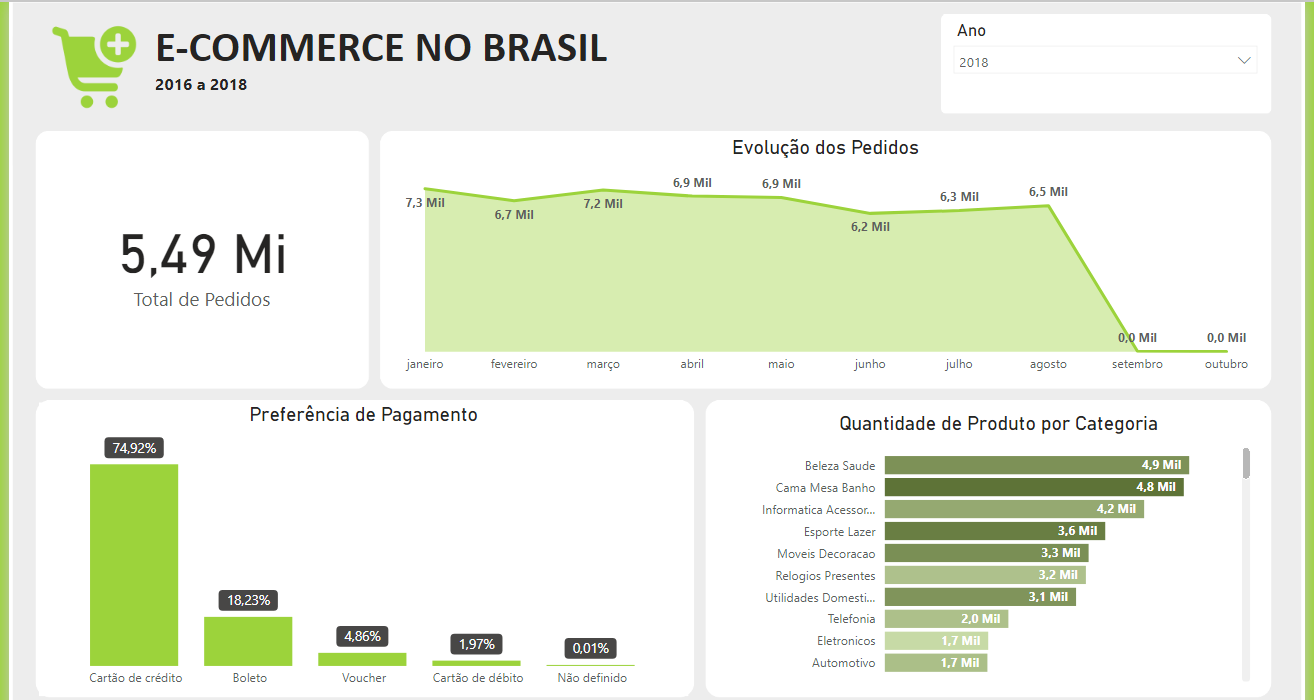 E-COMMERCE NO BRASIL
2016 a 2018
Ano
2018
5,49 Mi
Total de Pedidos
Evolução dos Pedidos
7,3 Mil
6,7 Mil
7,2 Mil
6,9 Mil
6,9 Mil
6,2 Mil
6,3 Mil
6,5 Mil
0,0 Mil
0,0 Mil
janeiro fevereiro março abril maio junho julho agosto setembro outubro
Preferência de Pagamento
74,92%
18,23%
4,86%
1,97%
0,01%
Cartão de crédito Boleto Voucher Cartão de débito Não definido
Quantidade de Produto por Categoria
Beleza Saude 4,9 Mil
Cama Mesa Banho 4,8 Mil
Informatica Acessor... 4,2 Mil
Esporte Lazer 3,6 Mil
Moveis Decoracao 3,3 Mil
Relogios Presentes 3,2 Mil
Utilidades Domesti... 3,1 Mil
Telefonia 2,0 Mil
Eletronicos 1,7 Mil
Automotivo 1,7 Mil